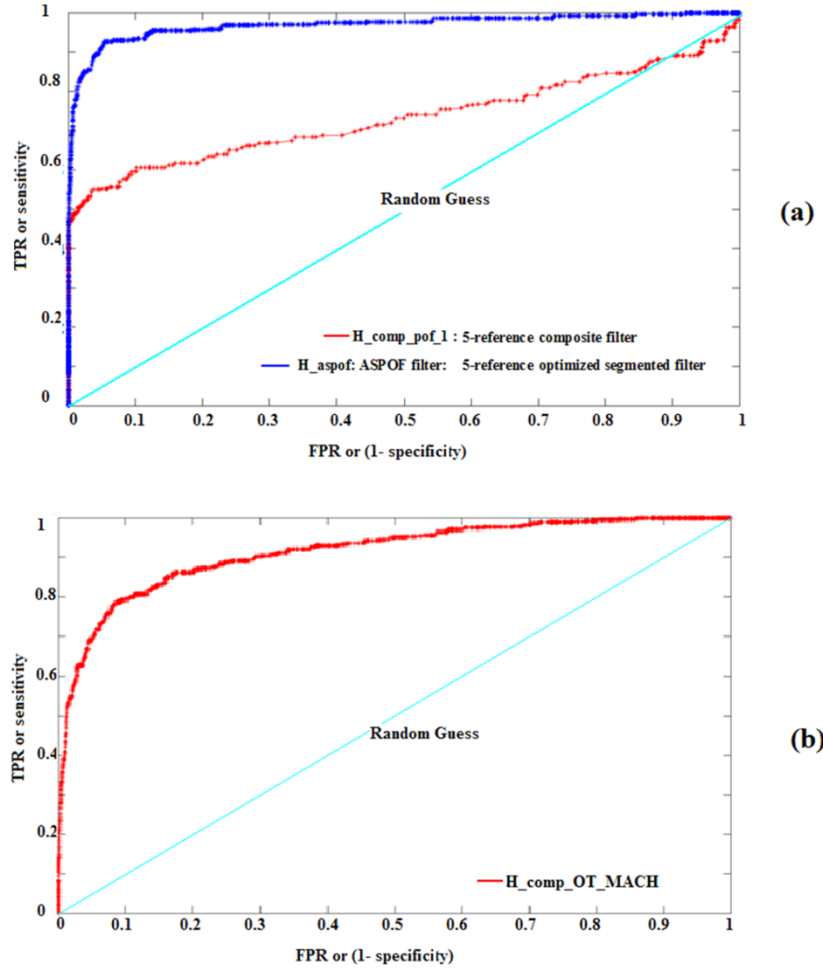 1
0.8
0.6
0.4
0.2
0
TPR or sensitivity
Random Guess
(a)
H_comp_pof_1 : 5-reference composite filter
H_aspof: ASPOF filter: 5-reference optimized segmented filter
0 0.1 0.2 0.3 0.4 0.5 0.6 0.7 0.8 0.9 1
FPR or (1- specificity)
1
0.8
0.6
0.4
0.2
0
TPR or sensitivity
Random Guess
(b)
H_comp_OT_MACH
0 0.1 0.2 0.3 0.4 0.5 0.6 0.7 0.8 0.9 1
FPR or (1- specificity)